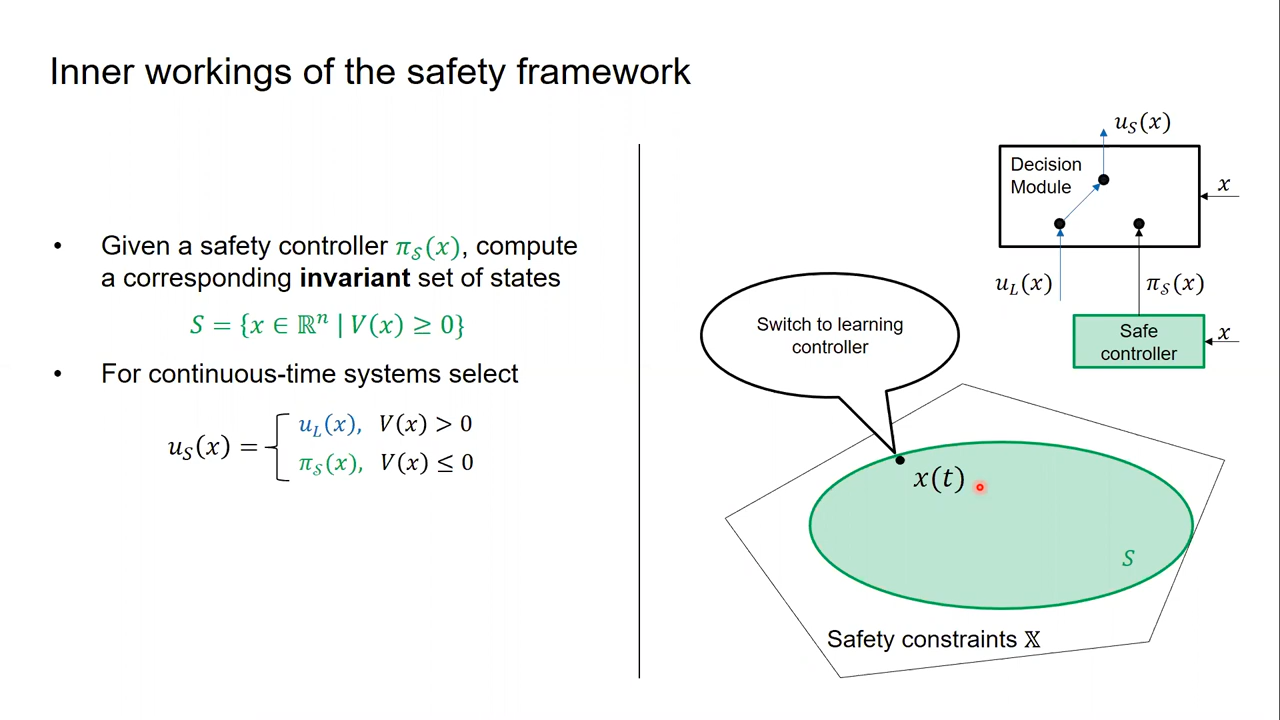 Inner workings of the safety framework
• Given a safety controller π_S(x), compute
a corresponding invariant set of states
S = {x ∈ ℝⁿ | V(x) ≥ 0}
• For continuous-time systems select
u_S(x) = { u_L(x), V(x) > 0
π_S(x), V(x) ≤ 0
u_S(x)
Decision
Module
x
u_L(x)
π_S(x)
Safe
controller
x
Switch to learning
controller
x(t)
S
Safety constraints 𝕏